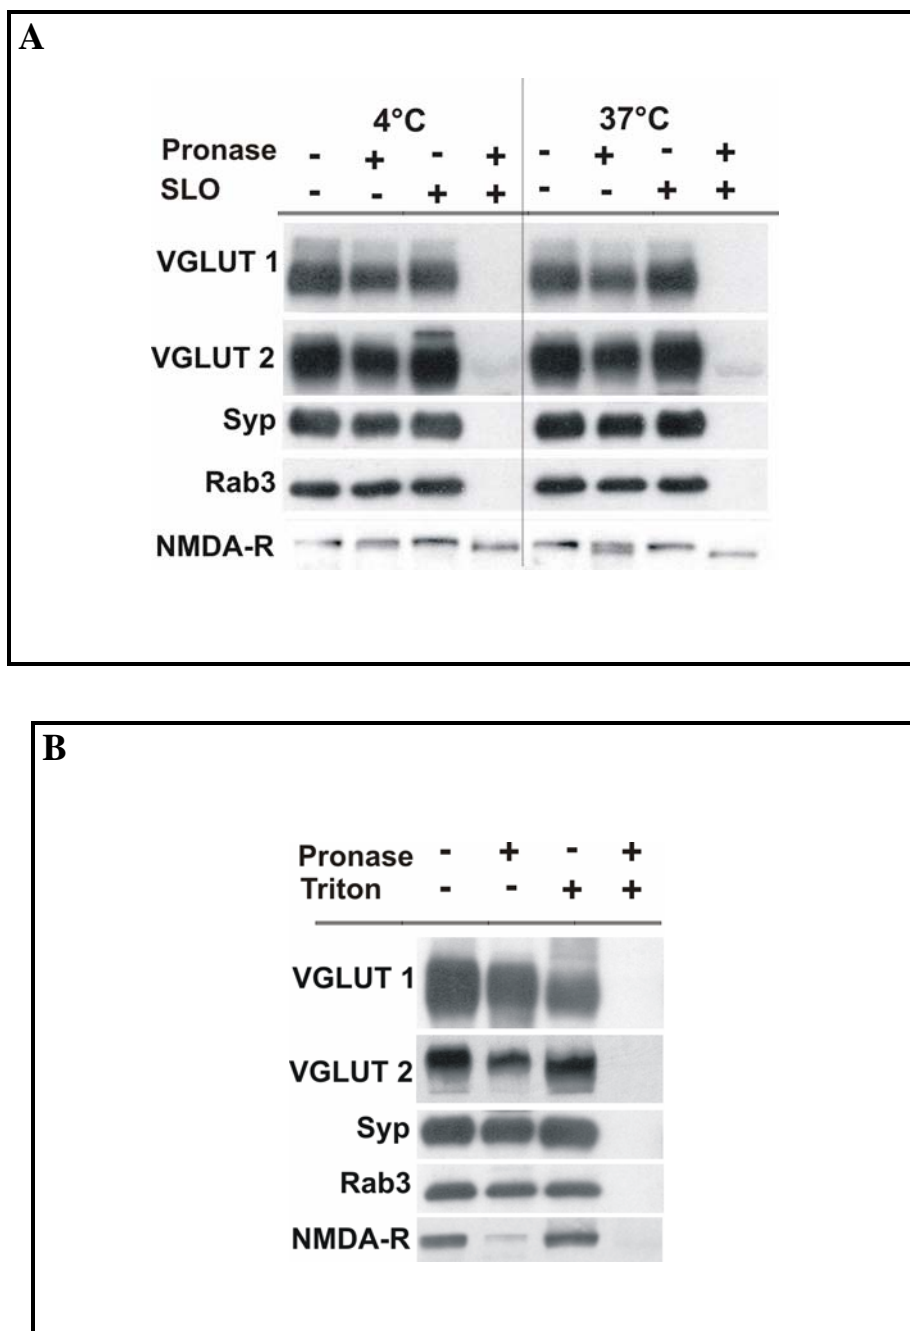 A
4°C 37°C
Pronase - + - + - + - +
SLO - - + + - - + +
VGLUT 1
VGLUT 2
Syp
Rab3
NMDA-R
B
Pronase - + - +
Triton - - + +
VGLUT 1
VGLUT 2
Syp
Rab3
NMDA-R